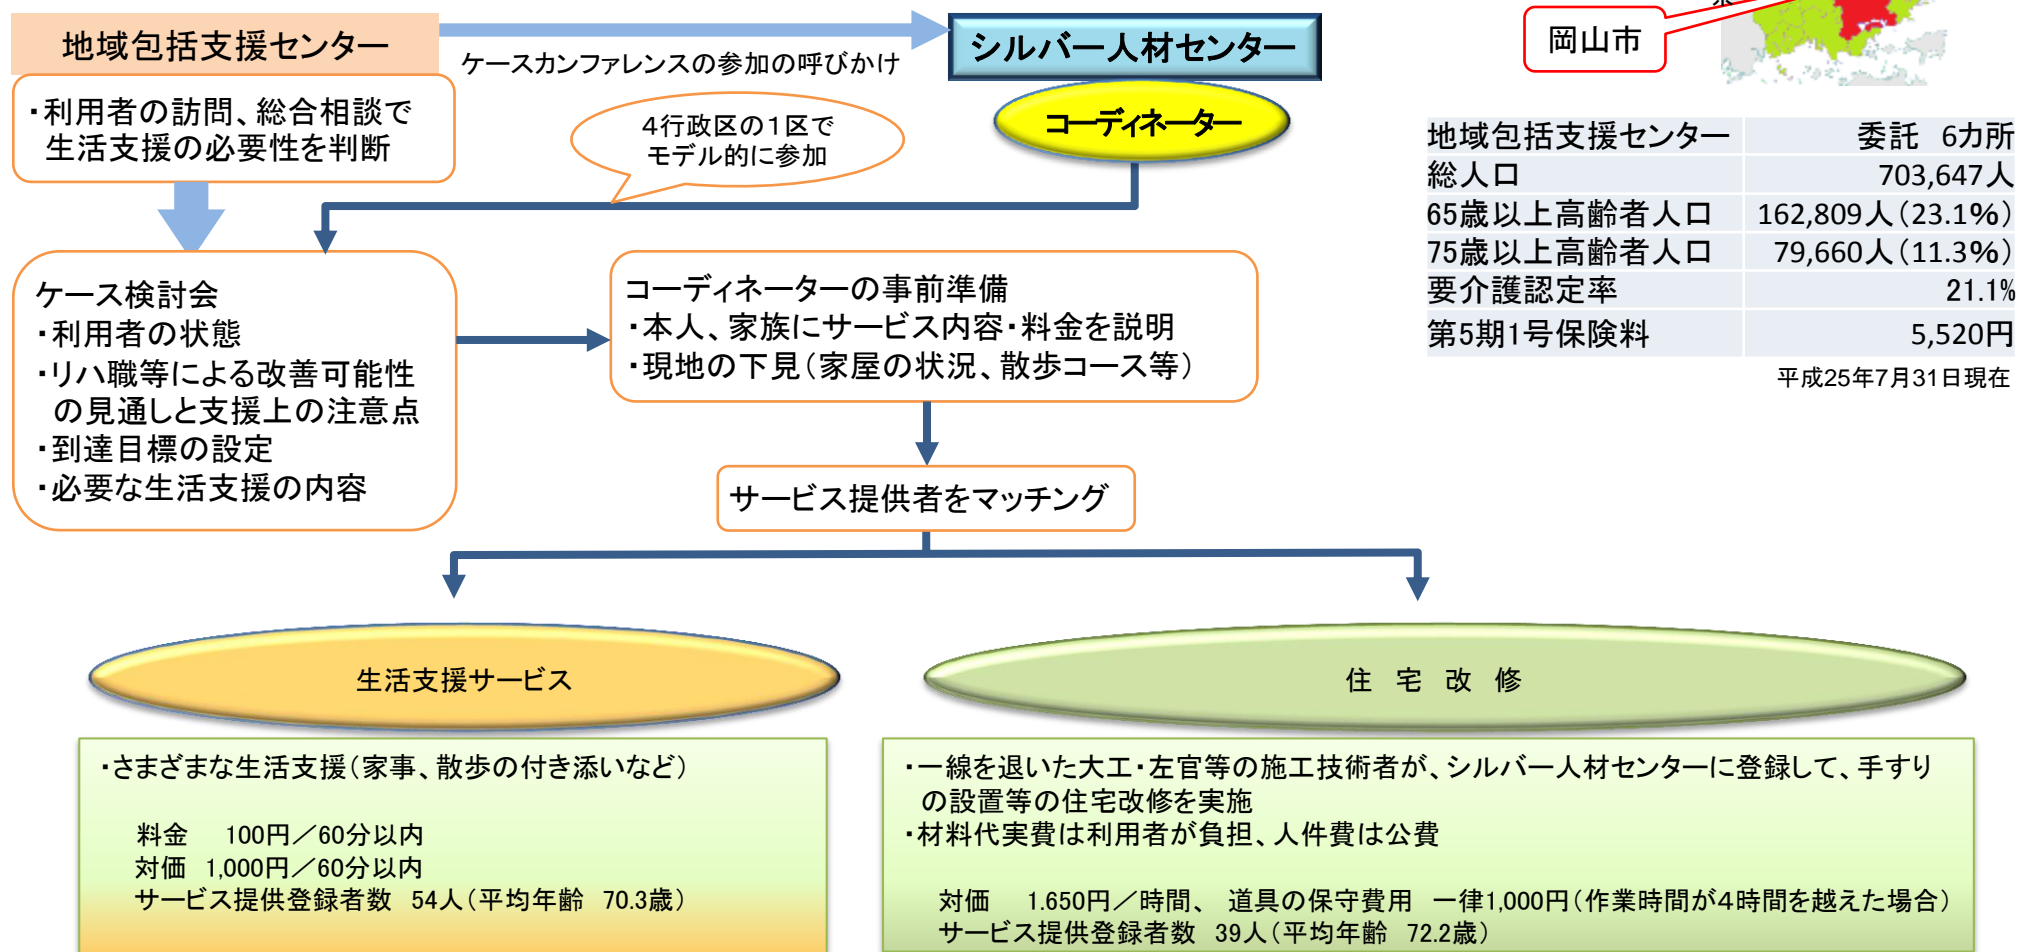 地域包括支援センター
ケースカンファレンスの参加の呼びかけ
シルバー人材センター
コーディネーター
岡山市
・利用者の訪問、総合相談で
生活支援の必要性を判断
4行政区の1区で
モデル的に参加
ケース検討会
・利用者の状態
・リハ職等による改善可能性
の見通しと支援上の注意点
・到達目標の設定
・必要な生活支援の内容
コーディネーターの事前準備
・本人、家族にサービス内容・料金を説明
・現地の下見（家屋の状況、散歩コース等）
サービス提供者をマッチング
地域包括支援センター 委託 6カ所
総人口 703,647人
65歳以上高齢者人口 162,809人（23.1%）
75歳以上高齢者人口 79,660人（11.3%）
要介護認定率 21.1%
第5期1号保険料 5,520円
平成25年7月31日現在
生活支援サービス
・さまざまな生活支援（家事、散歩の付き添いなど）
料金 100円／60分以内
対価 1,000円／60分以内
サービス提供登録者数 54人（平均年齢 70.3歳）
住宅改修
・一線を退いた大工・左官等の施工技術者が、シルバー人材センターに登録して、手すり
の設置等の住宅改修を実施
・材料代実費は利用者が負担、人件費は公費
対価 1.650円／時間、 道具の保守費用 一律1,000円（作業時間が4時間を越えた場合）
サービス提供登録者数 39人（平均年齢 72.2歳）